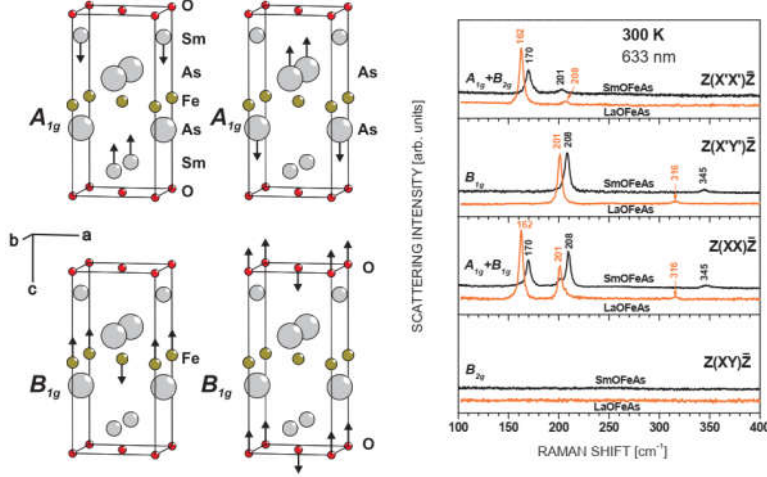 O
Sm
As
Fe
As
Sm
O
A1g
As
As
A1g
b
a
c
Fe
B1g
O
O
B1g
SCATTERING INTENSITY [arb. units]
300 K
633 nm
162
170
201
208
A1g+B2g
Z(X'X')Z̄
SmOFeAs
LaOFeAs
201
208
316
345
B1g
Z(X'Y')Z̄
SmOFeAs
LaOFeAs
162
170
201
208
316
345
A1g+B1g
Z(XX)Z̄
SmOFeAs
LaOFeAs
B2g
Z(XY)Z̄
SmOFeAs
LaOFeAs
100 150 200 250 300 350 400
RAMAN SHIFT [cm-1]